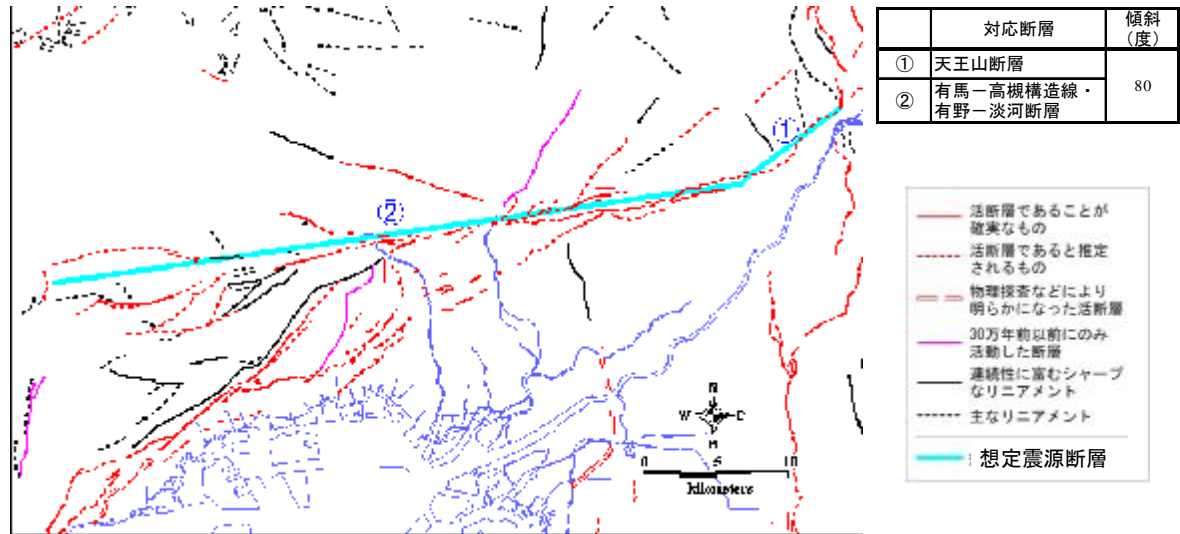 対応断層
傾斜
（度）
①
天王山断層
②
有馬－高槻構造線・
有野－淡河断層
80
①
②
活断層であることが
確実なもの
活断層であると推定
されるもの
物理探査などにより
明らかになった活断層
30万年前以前にのみ
活動した断層
連続性に富むシャープ
なリニアメント
主なリニアメント
想定震源断層
N
W
E
0 5 10
kilometers